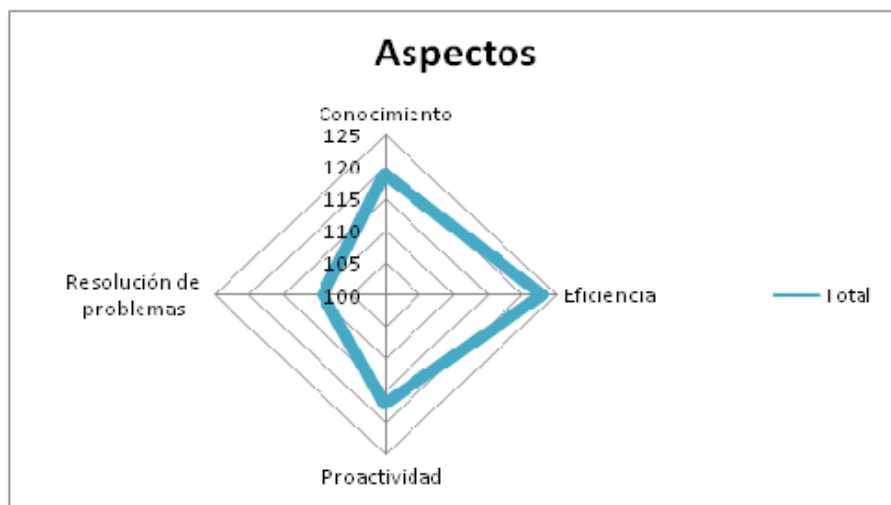 Aspectos
Conocimiento
125
120
115
110
105
100
Resolución de
problemas
Eficiencia
Total
Proactividad